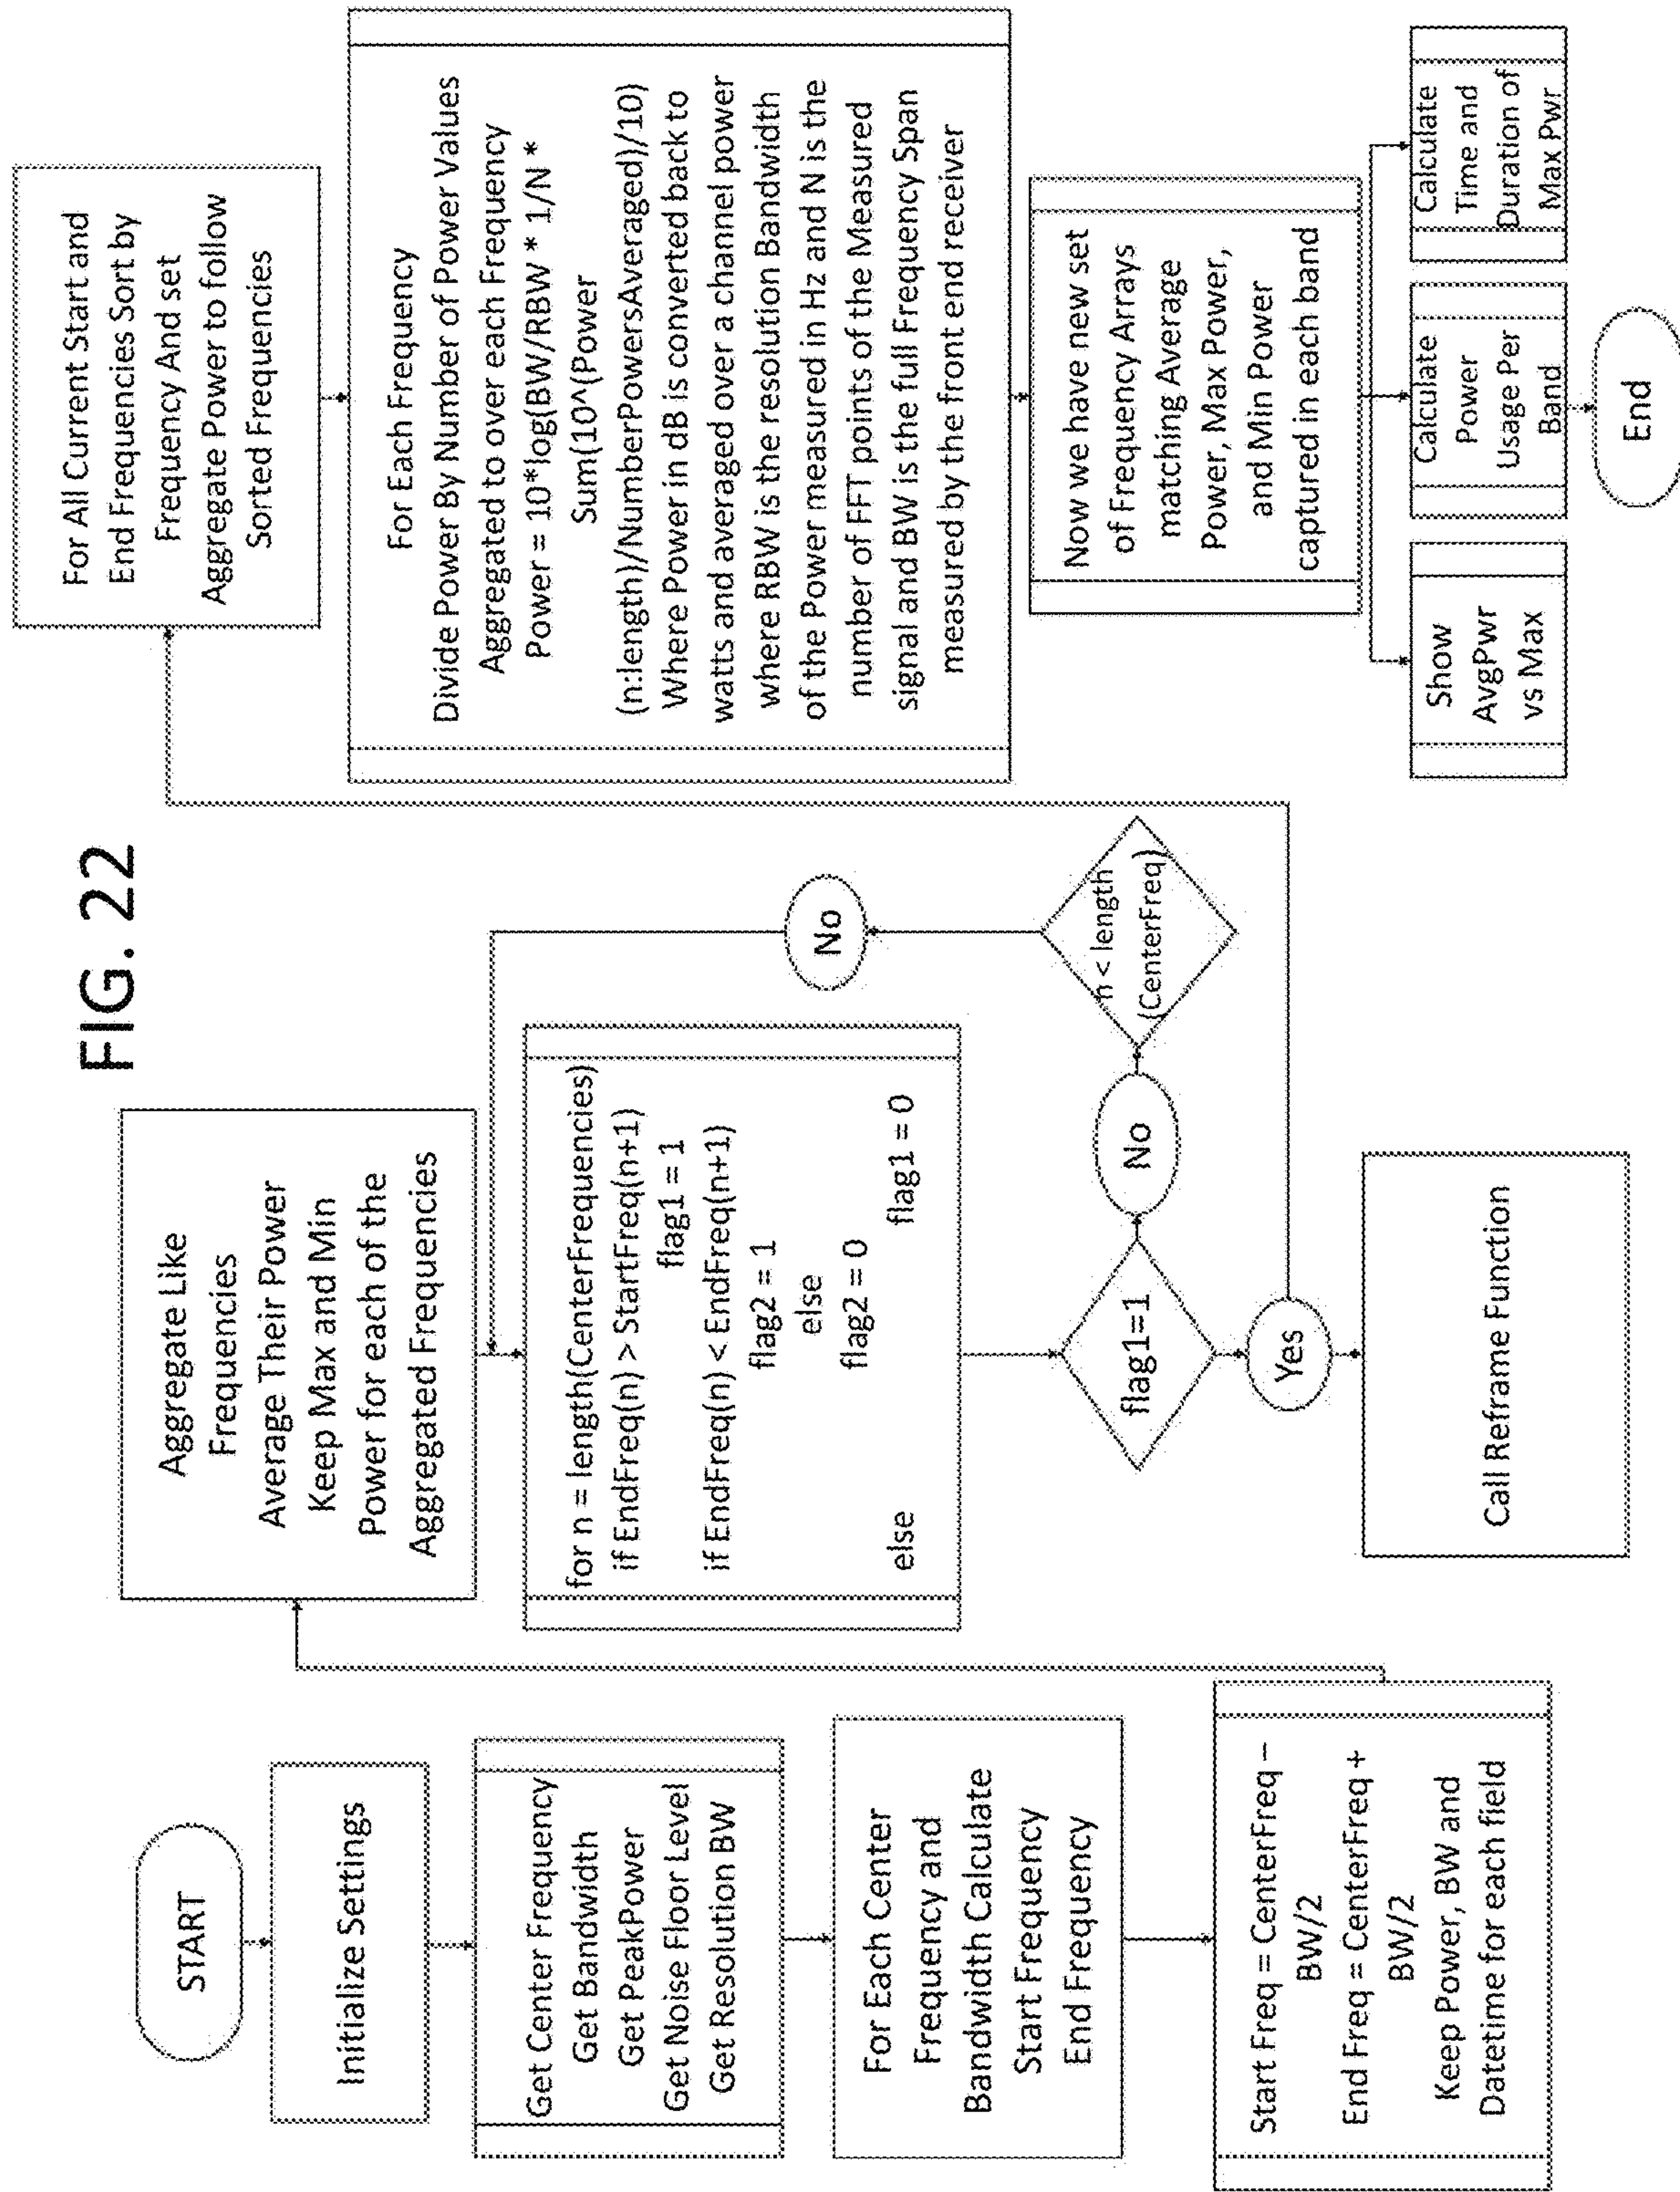 FIG. 22
START
Initialize Settings
Get Center Frequency
Get Bandwidth
Get PeakPower
Get Noise Floor Level
Get Resolution BW
For Each Center
Frequency and
Bandwidth Calculate
Start Frequency
End Frequency
Start Freq = CenterFreq –
BW/2
End Freq = CenterFreq +
BW/2
Keep Power, BW and
Datetime for each field
Aggregate Like
Frequencies
Average Their Power
Keep Max and Min
Power for each of the
Aggregated Frequencies
for n = length(CenterFrequencies)
if EndFreq(n) > StartFreq(n+1)
flag1 = 1
if EndFreq(n) < EndFreq(n+1)
flag2 = 1
else
flag2 = 0
else flag1 = 0
flag1=1
No
n < length
(CenterFreq)
No
Yes
Call Reframe Function
For All Current Start and
End Frequencies Sort by
Frequency And set
Aggregate Power to follow
Sorted Frequencies
For Each Frequency
Divide Power By Number of Power Values
Aggregated to over each Frequency
Power = 10*log(BW/RBW * 1/N *
Sum(10^(Power
(n:length)/NumberPowersAveraged)/10)
Where Power in dB is converted back to
watts and averaged over a channel power
where RBW is the resolution Bandwidth
of the Power measured in Hz and N is the
number of FFT points of the Measured
signal and BW is the full Frequency Span
measured by the front end receiver
Now we have new set
of Frequency Arrays
matching Average
Power, Max Power,
and Min Power
captured in each band
Show
AvgPwr
vs Max
Calculate
Power
Usage Per
Band
Calculate
Time and
Duration of
Max Pwr
End